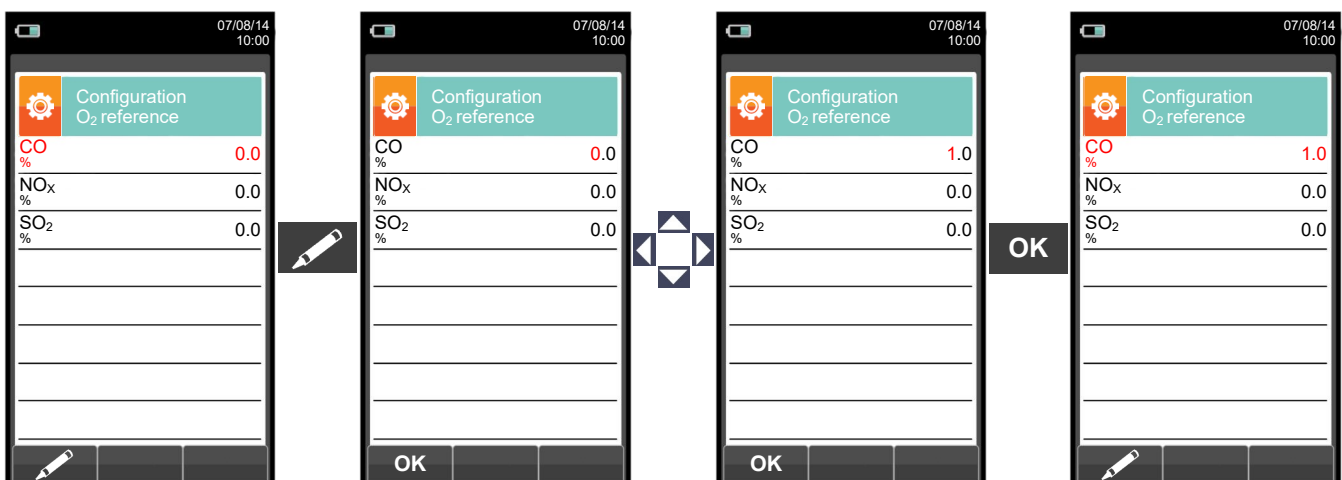 07/08/14
10:00
Configuration
O₂ reference
CO
%
0.0
NOX
%
0.0
SO₂
%
0.0
07/08/14
10:00
Configuration
O₂ reference
CO
%
0.0
NOX
%
0.0
SO₂
%
0.0
OK
07/08/14
10:00
Configuration
O₂ reference
CO
%
1.0
NOX
%
0.0
SO₂
%
0.0
OK
OK
07/08/14
10:00
Configuration
O₂ reference
CO
%
1.0
NOX
%
0.0
SO₂
%
0.0